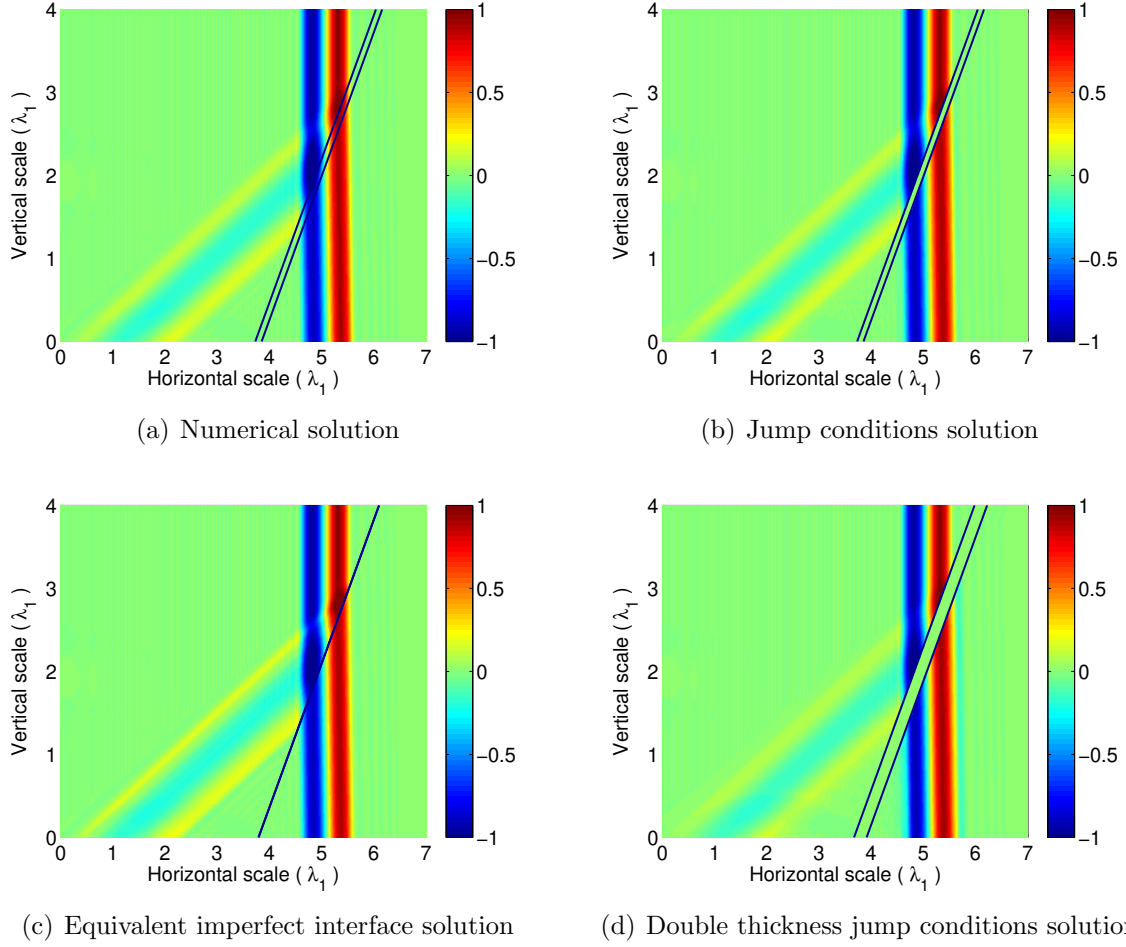 4
3
2
1
0
Vertical scale ( λ1 )
0 1 2 3 4 5 6 7
Horizontal scale ( λ1 )
1
0.5
0
−0.5
−1
(a) Numerical solution
4
3
2
1
0
Vertical scale ( λ1 )
0 1 2 3 4 5 6 7
Horizontal scale ( λ1 )
1
0.5
0
−0.5
−1
(b) Jump conditions solution
4
3
2
1
0
Vertical scale ( λ1 )
0 1 2 3 4 5 6 7
Horizontal scale ( λ1 )
1
0.5
0
−0.5
−1
(c) Equivalent imperfect interface solution
4
3
2
1
0
Vertical scale ( λ1 )
0 1 2 3 4 5 6 7
Horizontal scale ( λ1 )
1
0.5
0
−0.5
−1
(d) Double thickness jump conditions solution